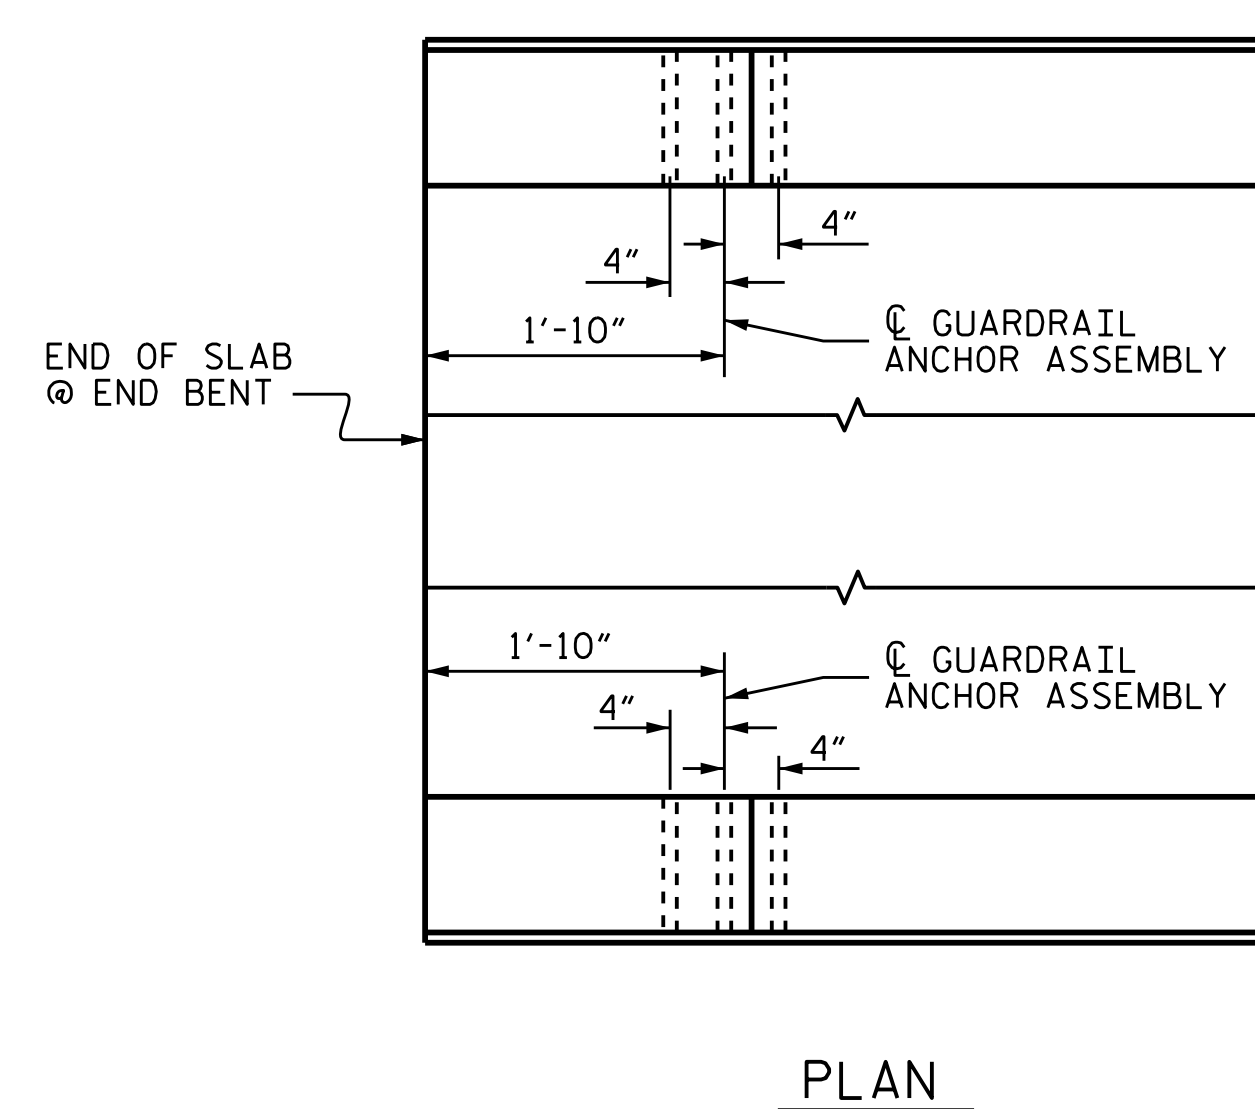 4″
4″
1′-10″
℄ GUARDRAIL
ANCHOR ASSEMBLY
END OF SLAB
@ END BENT
1′-10″
℄ GUARDRAIL
ANCHOR ASSEMBLY
4″
4″
PLAN